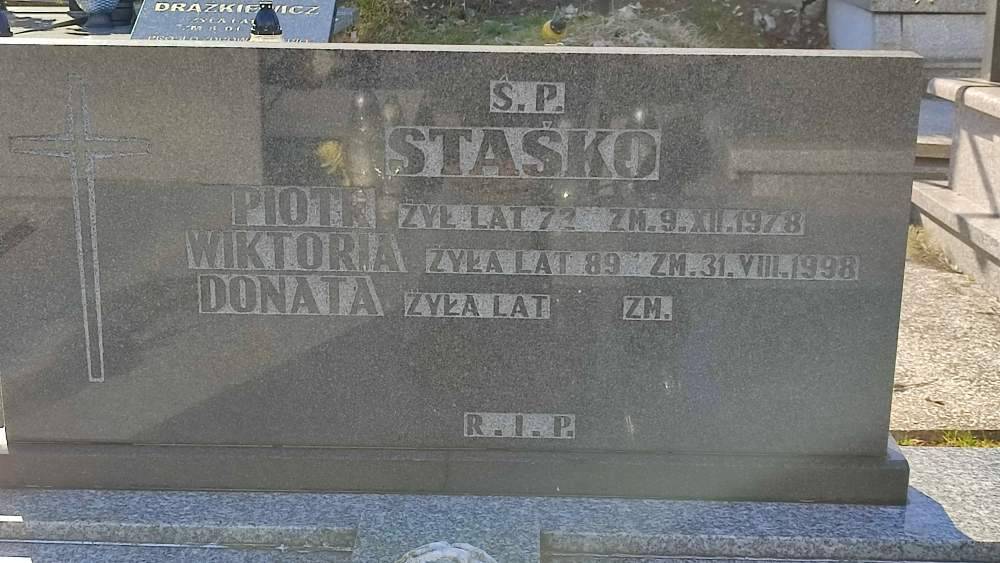 DRĄŻKIEWICZ
Ś.P.
STAŚKO
PIOTR ŻYŁ LAT 72 ZM. 9.XII.1978
WIKTORIA ŻYŁA LAT 89 ZM. 31.VIII.1998
DONATA ŻYŁA LAT ZM.
R.I.P.